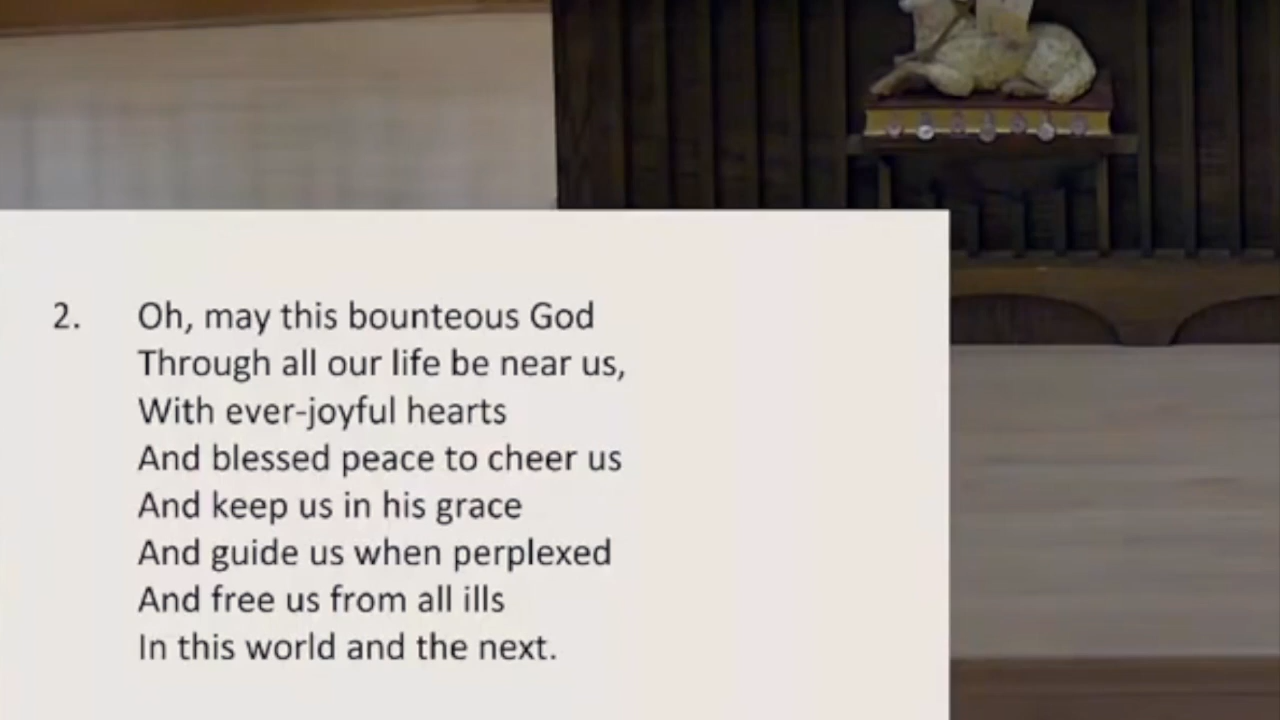 2. Oh, may this bounteous God
Through all our life be near us,
With ever-joyful hearts
And blessed peace to cheer us
And keep us in his grace
And guide us when perplexed
And free us from all ills
In this world and the next.